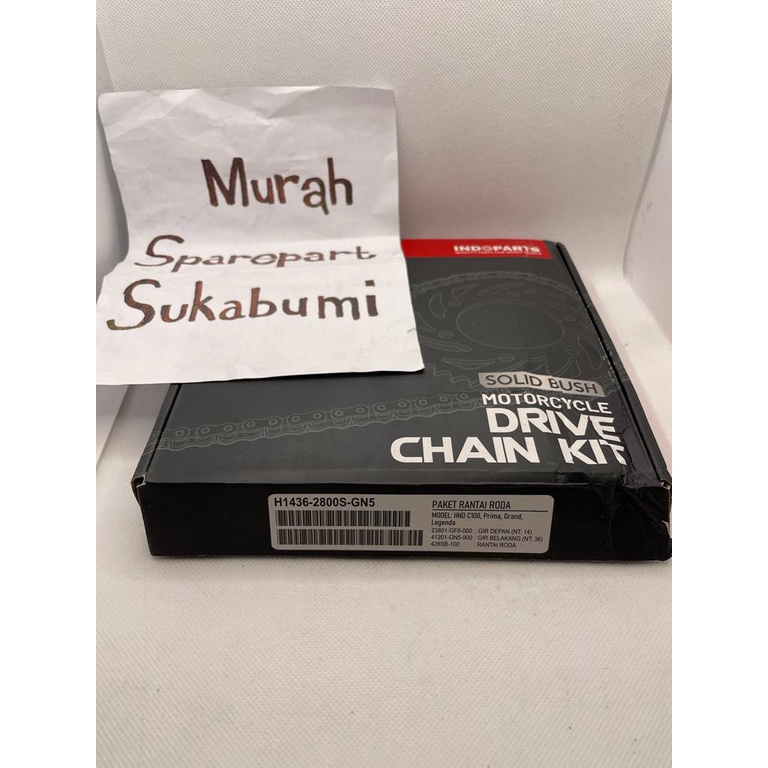 Murah
Sparepart
Sukabumi
INDOPARTS
SOLID BUSH
MOTORCYCLE
DRIVE
CHAIN KIT
H1436-2800S-GN5
PAKET RANTAI RODA
MODEL: HND C100, Prima, Grand,
Legenda
23801-GF6-000 : GIR DEPAN (NT: 14)
41201-GN5-900 : GIR BELAKANG (NT: 36)
428SB-100 : RANTAI RODA